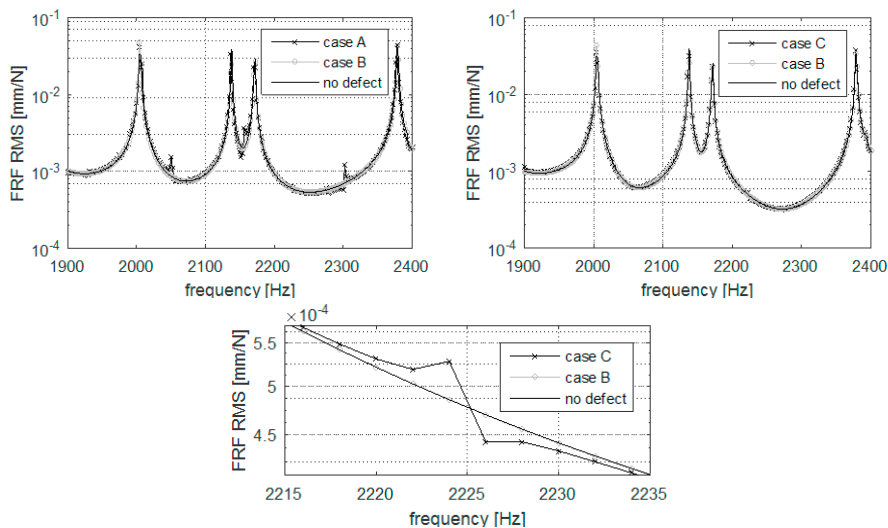 10^-1
10^-2
10^-3
10^-4
FRF RMS [mm/N]
case A
case B
no defect
1900 2000 2100 2200 2300 2400
frequency [Hz]
10^-1
10^-2
10^-3
10^-4
FRF RMS [mm/N]
case C
case B
no defect
1900 2000 2100 2200 2300 2400
frequency [Hz]
× 10^-4
5.5
5
4.5
FRF RMS [mm/N]
case C
case B
no defect
2215 2220 2225 2230 2235
frequency [Hz]